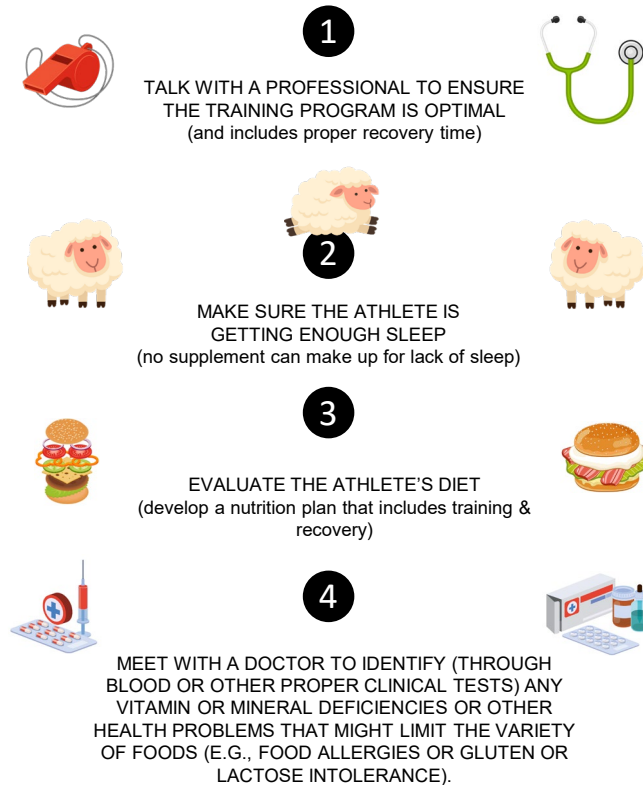 1
TALK WITH A PROFESSIONAL TO ENSURE
THE TRAINING PROGRAM IS OPTIMAL
(and includes proper recovery time)
2
MAKE SURE THE ATHLETE IS
GETTING ENOUGH SLEEP
(no supplement can make up for lack of sleep)
3
EVALUATE THE ATHLETE’S DIET
(develop a nutrition plan that includes training &
recovery)
4
MEET WITH A DOCTOR TO IDENTIFY (THROUGH
BLOOD OR OTHER PROPER CLINICAL TESTS) ANY
VITAMIN OR MINERAL DEFICIENCIES OR OTHER
HEALTH PROBLEMS THAT MIGHT LIMIT THE VARIETY
OF FOODS (E.G., FOOD ALLERGIES OR GLUTEN OR
LACTOSE INTOLERANCE).